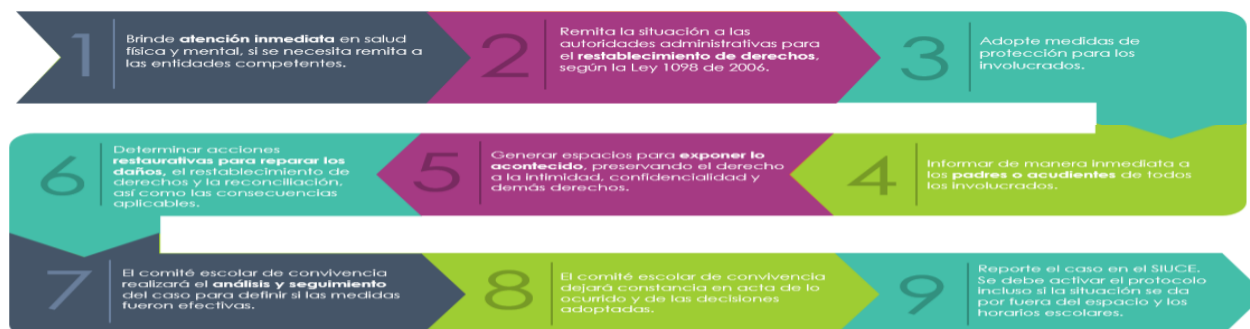 1
Brinde atención inmediata en salud
física y mental, si se necesita remita a
las entidades competentes.
2
Remita la situación a las
autoridades administrativas para
el restablecimiento de derechos,
según la Ley 1098 de 2006.
3
Adopte medidas de
protección para los
involucrados.
4
Informar de manera inmediata a
los padres o acudientes de todos
los involucrados.
5
Generar espacios para exponer lo
acontecido, preservando el derecho
a la intimidad, confidencialidad y
demás derechos.
6
Determinar acciones
restaurativas para reparar los
daños, el restablecimiento de
derechos y la reconciliación,
así como las consecuencias
aplicables.
7
El comité escolar de convivencia
realizará el análisis y seguimiento
del caso para definir si las medidas
fueron efectivas.
8
El comité escolar de convivencia
dejará constancia en acta de lo
ocurrido y de las decisiones
adoptadas.
9
Reporte el caso en el SIUCE.
Se debe activar el protocolo
incluso si la situación se da
por fuera del espacio y los
horarios escolares.